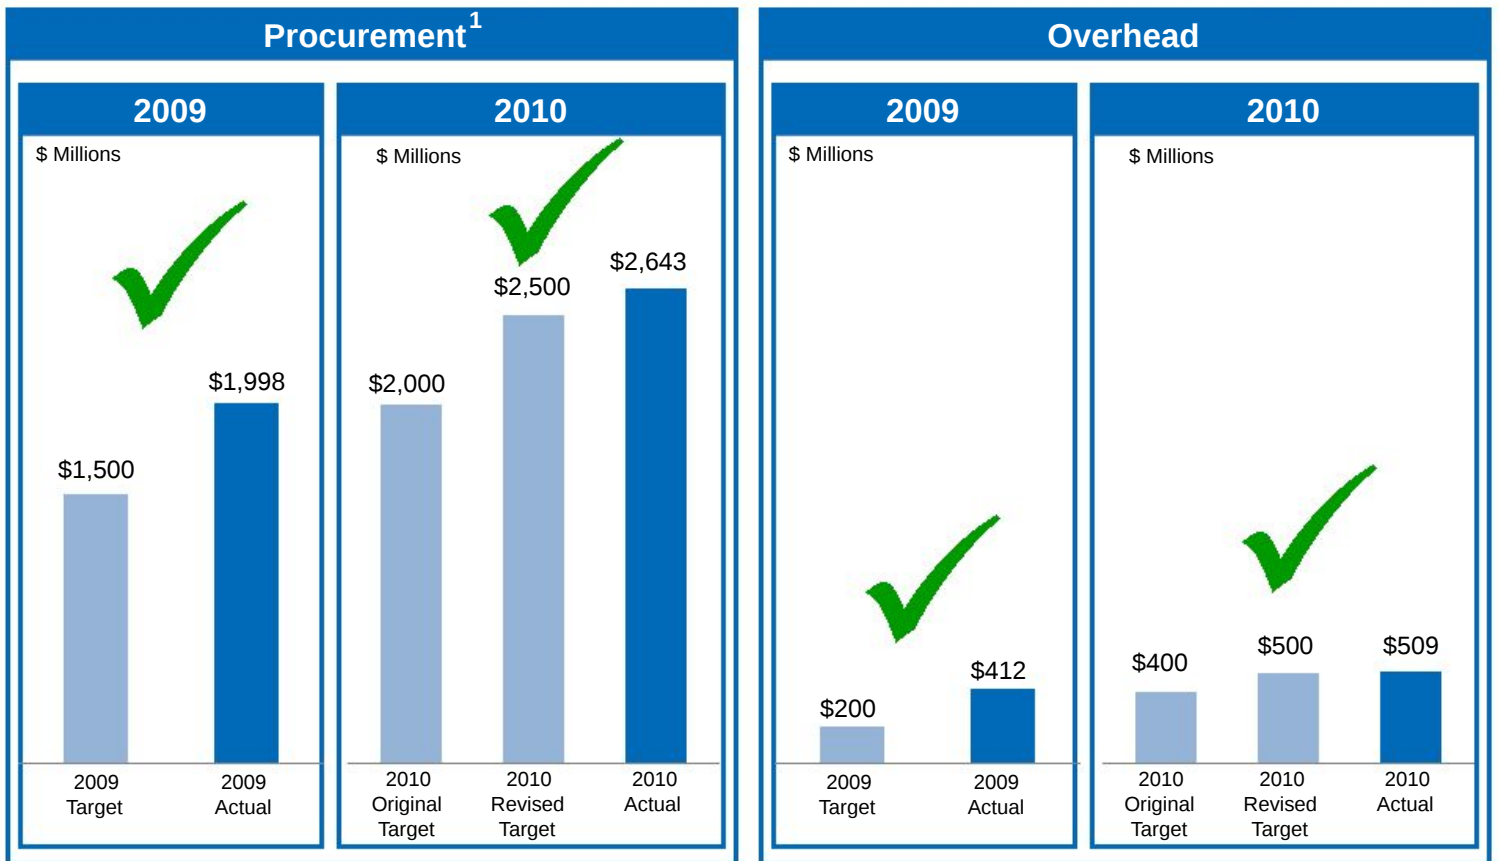 Procurement1
2009
$ Millions
$1,500
$1,998
2009
Target
2009
Actual
2010
$ Millions
$2,000
$2,500
$2,643
2010
Original
Target
2010
Revised
Target
2010
Actual
Overhead
2009
$ Millions
$200
$412
2009
Target
2009
Actual
2010
$ Millions
$400
$500
$509
2010
Original
Target
2010
Revised
Target
2010
Actual